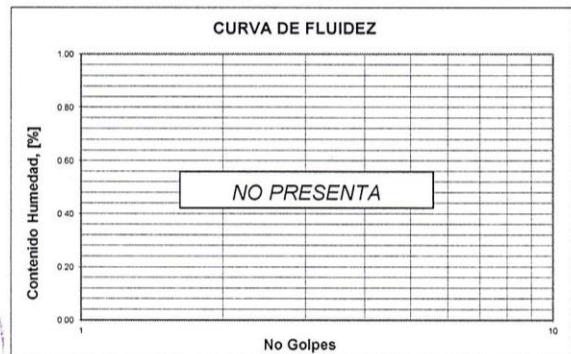 CURVA DE FLUIDEZ
Contenido Humedad, [%]
1.00
0.80
0.60
0.40
0.20
0.00
NO PRESENTA
1
10
No Golpes